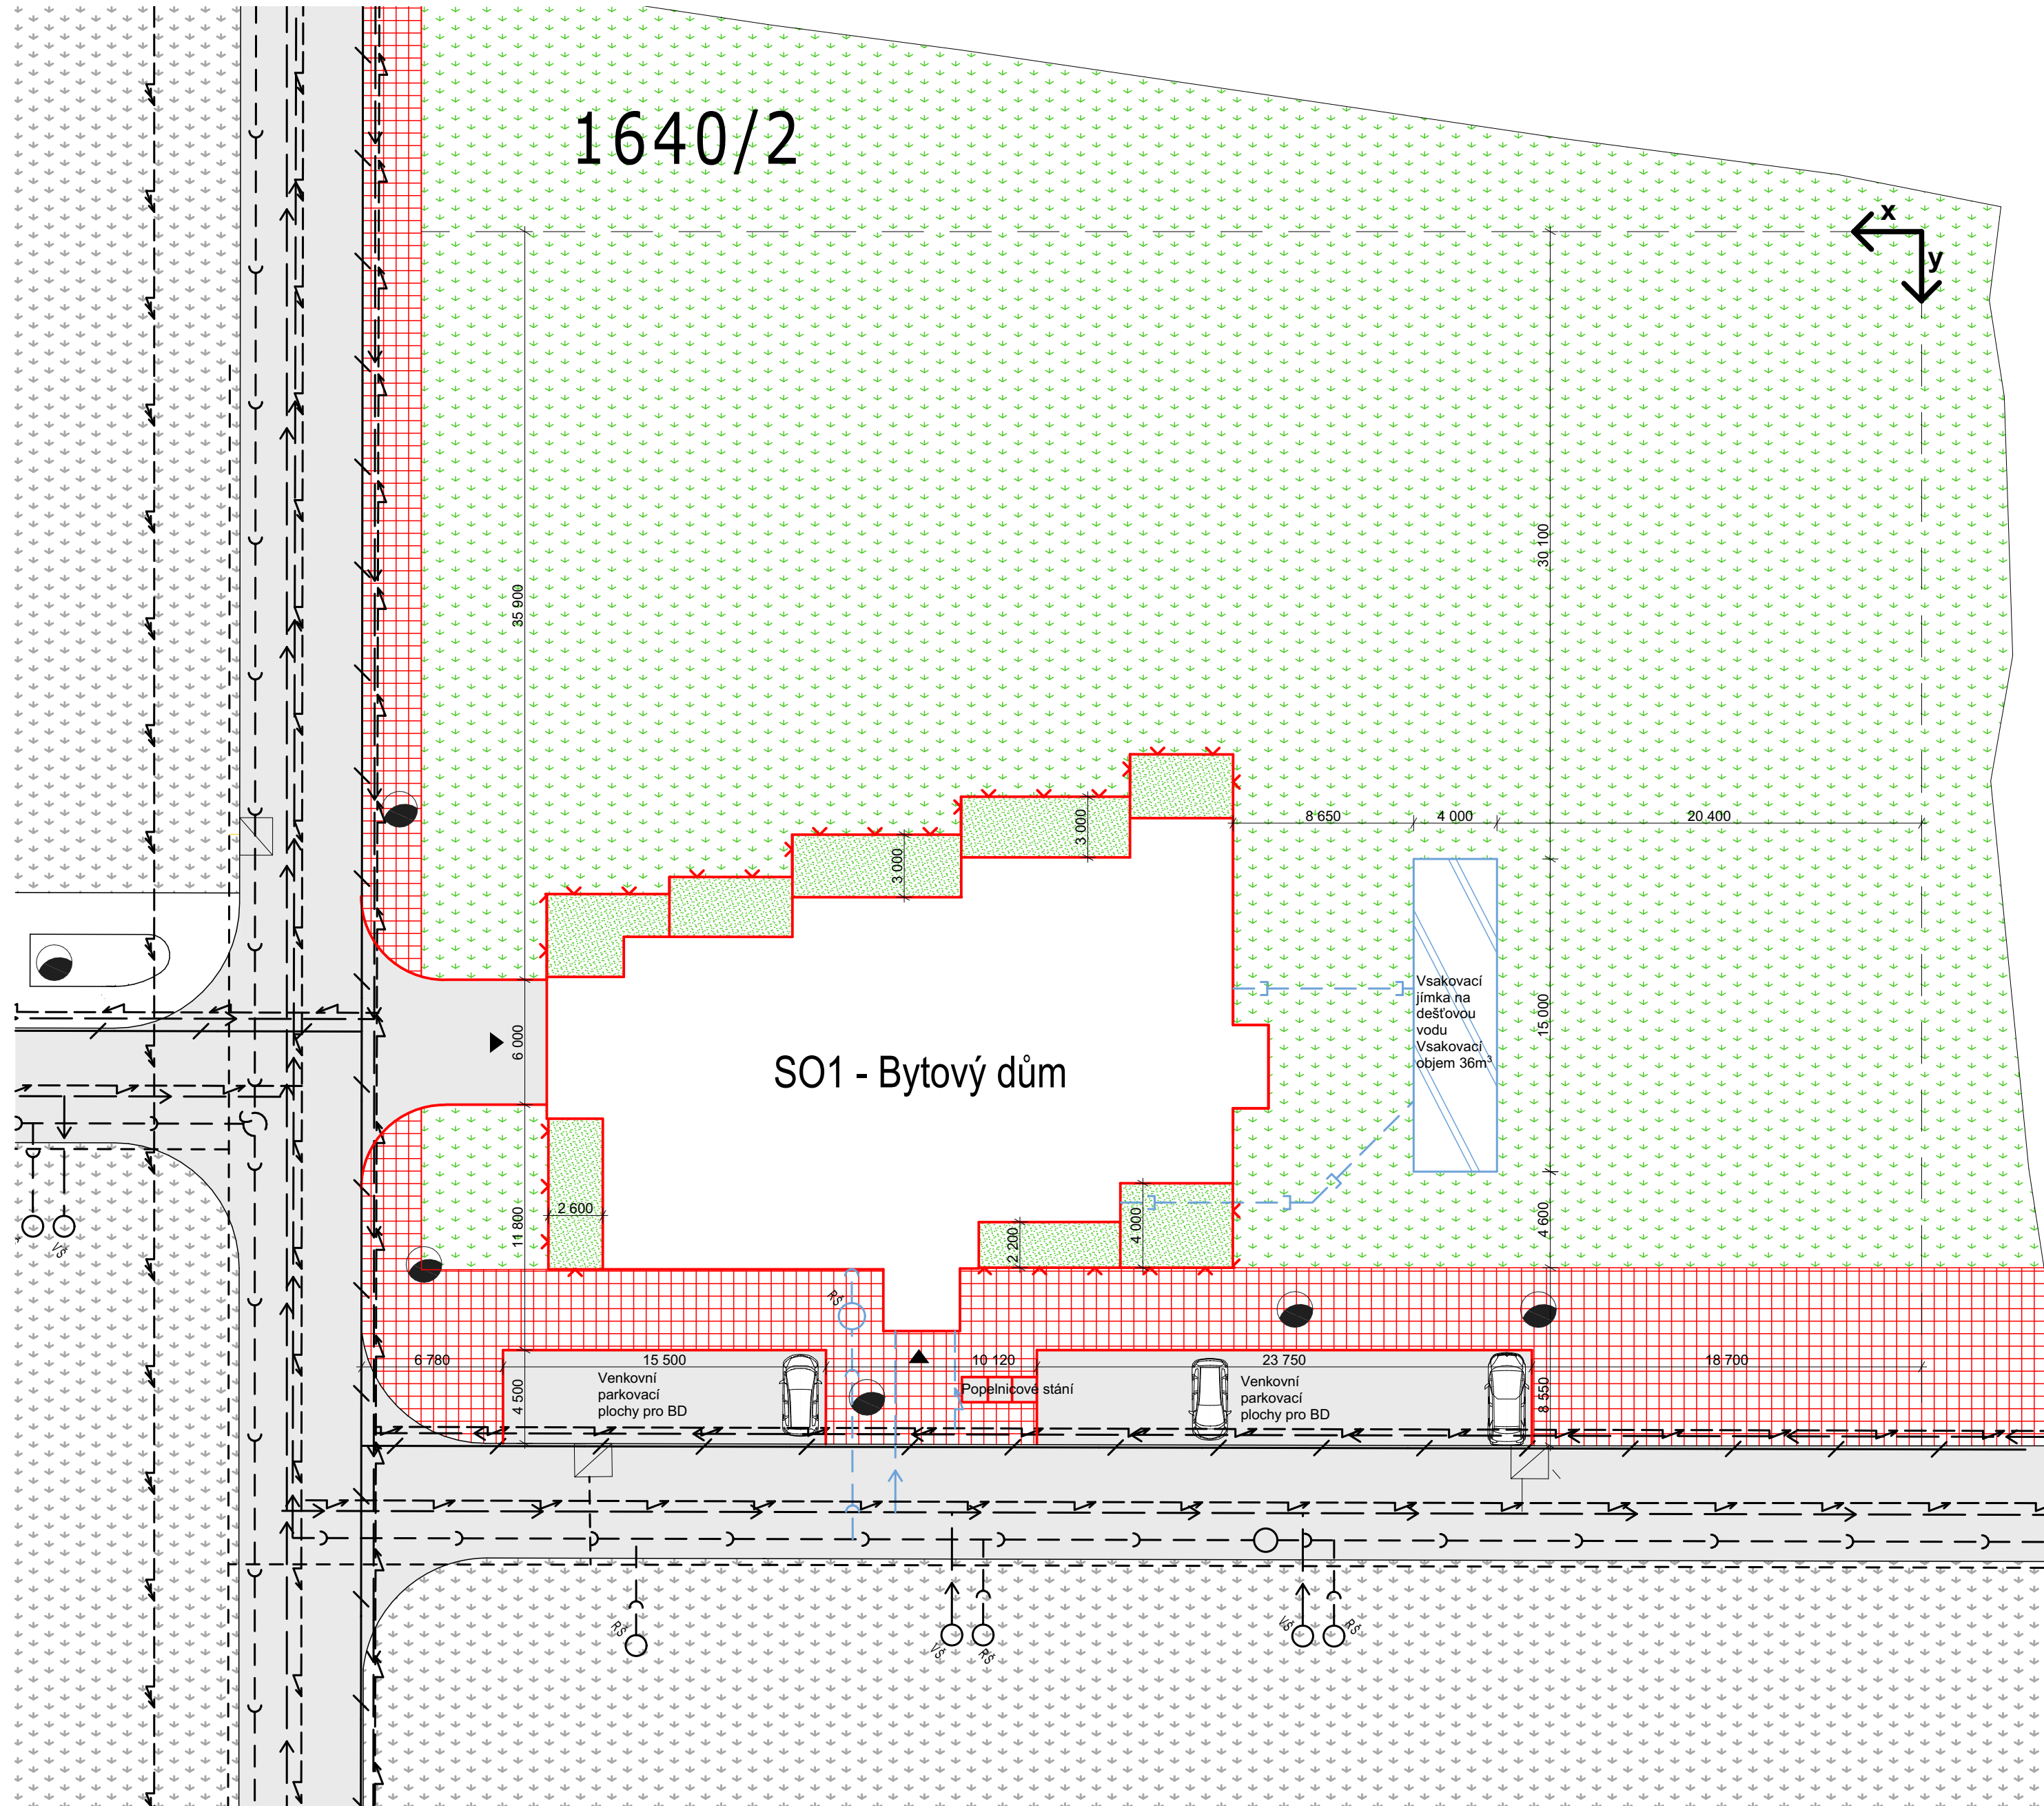 1640/2
x
y
30 100
35 900
3 000
3 000
8 650
4 000
20 400
Vsakovací
jímka na
dešťovou
vodu
Vsakovací
objem 36m³
15 000
6 000
SO1 - Bytový dům
2 600
11 800
2 200
4 000
4 600
VŠ
RŠ
6 780
15 500
10 120
23 750
18 700
Venkovní
parkovací
plochy pro BD
Popelnicové stání
Venkovní
parkovací
plochy pro BD
4 500
8 550
RŠ
VŠ
RŠ
VŠ
RŠ